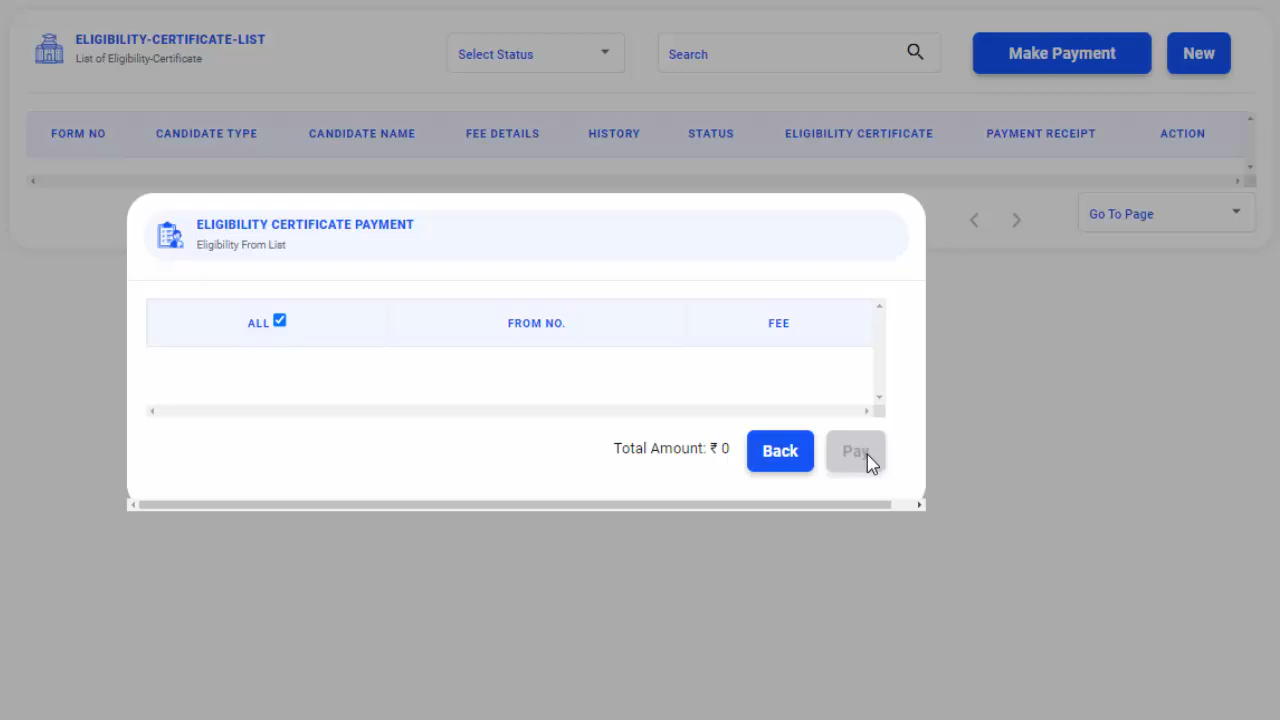 ELIGIBILITY-CERTIFICATE-LIST
List of Eligibility-Certificate
Select Status
Search
Make Payment
New
FORM NO CANDIDATE TYPE CANDIDATE NAME FEE DETAILS HISTORY STATUS ELIGIBILITY CERTIFICATE PAYMENT RECEIPT ACTION
Go To Page
ELIGIBILITY CERTIFICATE PAYMENT
Eligibility From List
ALL FROM NO. FEE
Total Amount: ₹ 0 Back Pay